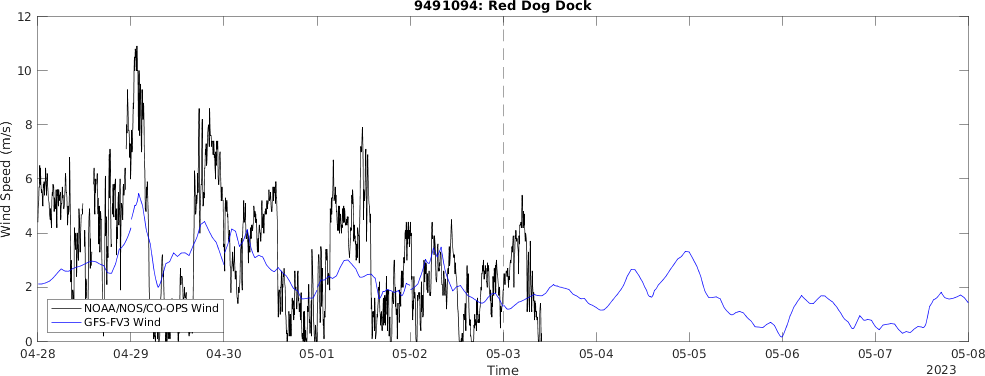 9491094: Red Dog Dock
12
10
8
6
4
2
0
Wind Speed (m/s)
NOAA/NOS/CO-OPS Wind
GFS-FV3 Wind
04-28 04-29 04-30 05-01 05-02 05-03 05-04 05-05 05-06 05-07 05-08
Time
2023